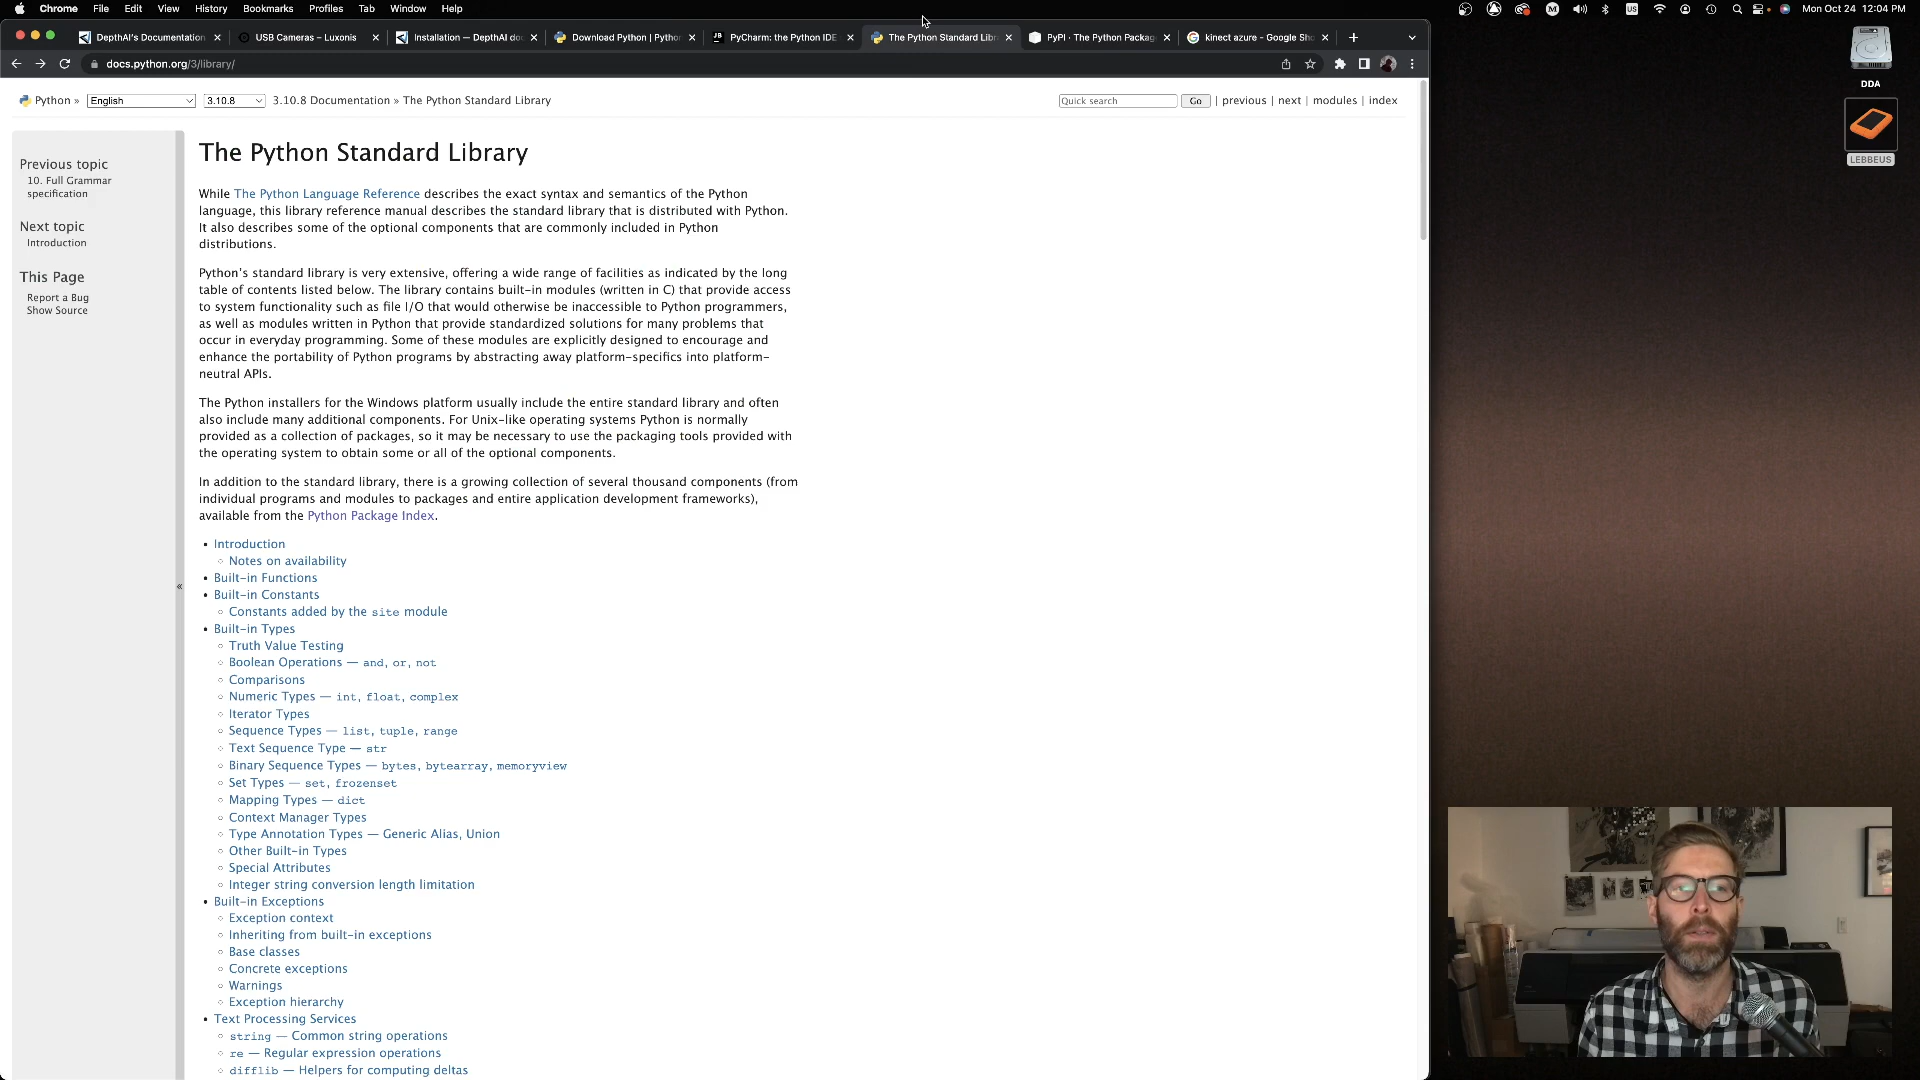 Chrome File Edit View History Bookmarks Profiles Tab Window Help
US Mon Oct 24 12:04 PM
DepthAI's Documentation
USB Cameras – Luxonis
Installation — DepthAI do
Download Python | Pytho
PyCharm: the Python IDE
The Python Standard Libr
PyPI · The Python Packag
kinect azure - Google Sh
docs.python.org/3/library/
DDA
LEBBEUS
Python » English 3.10.8 3.10.8 Documentation » The Python Standard Library
Quick search Go | previous | next | modules | index
Previous topic
10. Full Grammar
specification
Next topic
Introduction
This Page
Report a Bug
Show Source
«
The Python Standard Library
While The Python Language Reference describes the exact syntax and semantics of the Python
language, this library reference manual describes the standard library that is distributed with Python.
It also describes some of the optional components that are commonly included in Python
distributions.
Python's standard library is very extensive, offering a wide range of facilities as indicated by the long
table of contents listed below. The library contains built-in modules (written in C) that provide access
to system functionality such as file I/O that would otherwise be inaccessible to Python programmers,
as well as modules written in Python that provide standardized solutions for many problems that
occur in everyday programming. Some of these modules are explicitly designed to encourage and
enhance the portability of Python programs by abstracting away platform-specifics into platform-
neutral APIs.
The Python installers for the Windows platform usually include the entire standard library and often
also include many additional components. For Unix-like operating systems Python is normally
provided as a collection of packages, so it may be necessary to use the packaging tools provided with
the operating system to obtain some or all of the optional components.
In addition to the standard library, there is a growing collection of several thousand components (from
individual programs and modules to packages and entire application development frameworks),
available from the Python Package Index.
• Introduction
◦ Notes on availability
• Built-in Functions
• Built-in Constants
◦ Constants added by the site module
• Built-in Types
◦ Truth Value Testing
◦ Boolean Operations — and, or, not
◦ Comparisons
◦ Numeric Types — int, float, complex
◦ Iterator Types
◦ Sequence Types — list, tuple, range
◦ Text Sequence Type — str
◦ Binary Sequence Types — bytes, bytearray, memoryview
◦ Set Types — set, frozenset
◦ Mapping Types — dict
◦ Context Manager Types
◦ Type Annotation Types — Generic Alias, Union
◦ Other Built-in Types
◦ Special Attributes
◦ Integer string conversion length limitation
• Built-in Exceptions
◦ Exception context
◦ Inheriting from built-in exceptions
◦ Base classes
◦ Concrete exceptions
◦ Warnings
◦ Exception hierarchy
• Text Processing Services
◦ string — Common string operations
◦ re — Regular expression operations
◦ difflib — Helpers for computing deltas